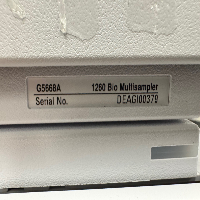 G5668A 1260 Bio Multisampler
Serial No. DEAGI00379